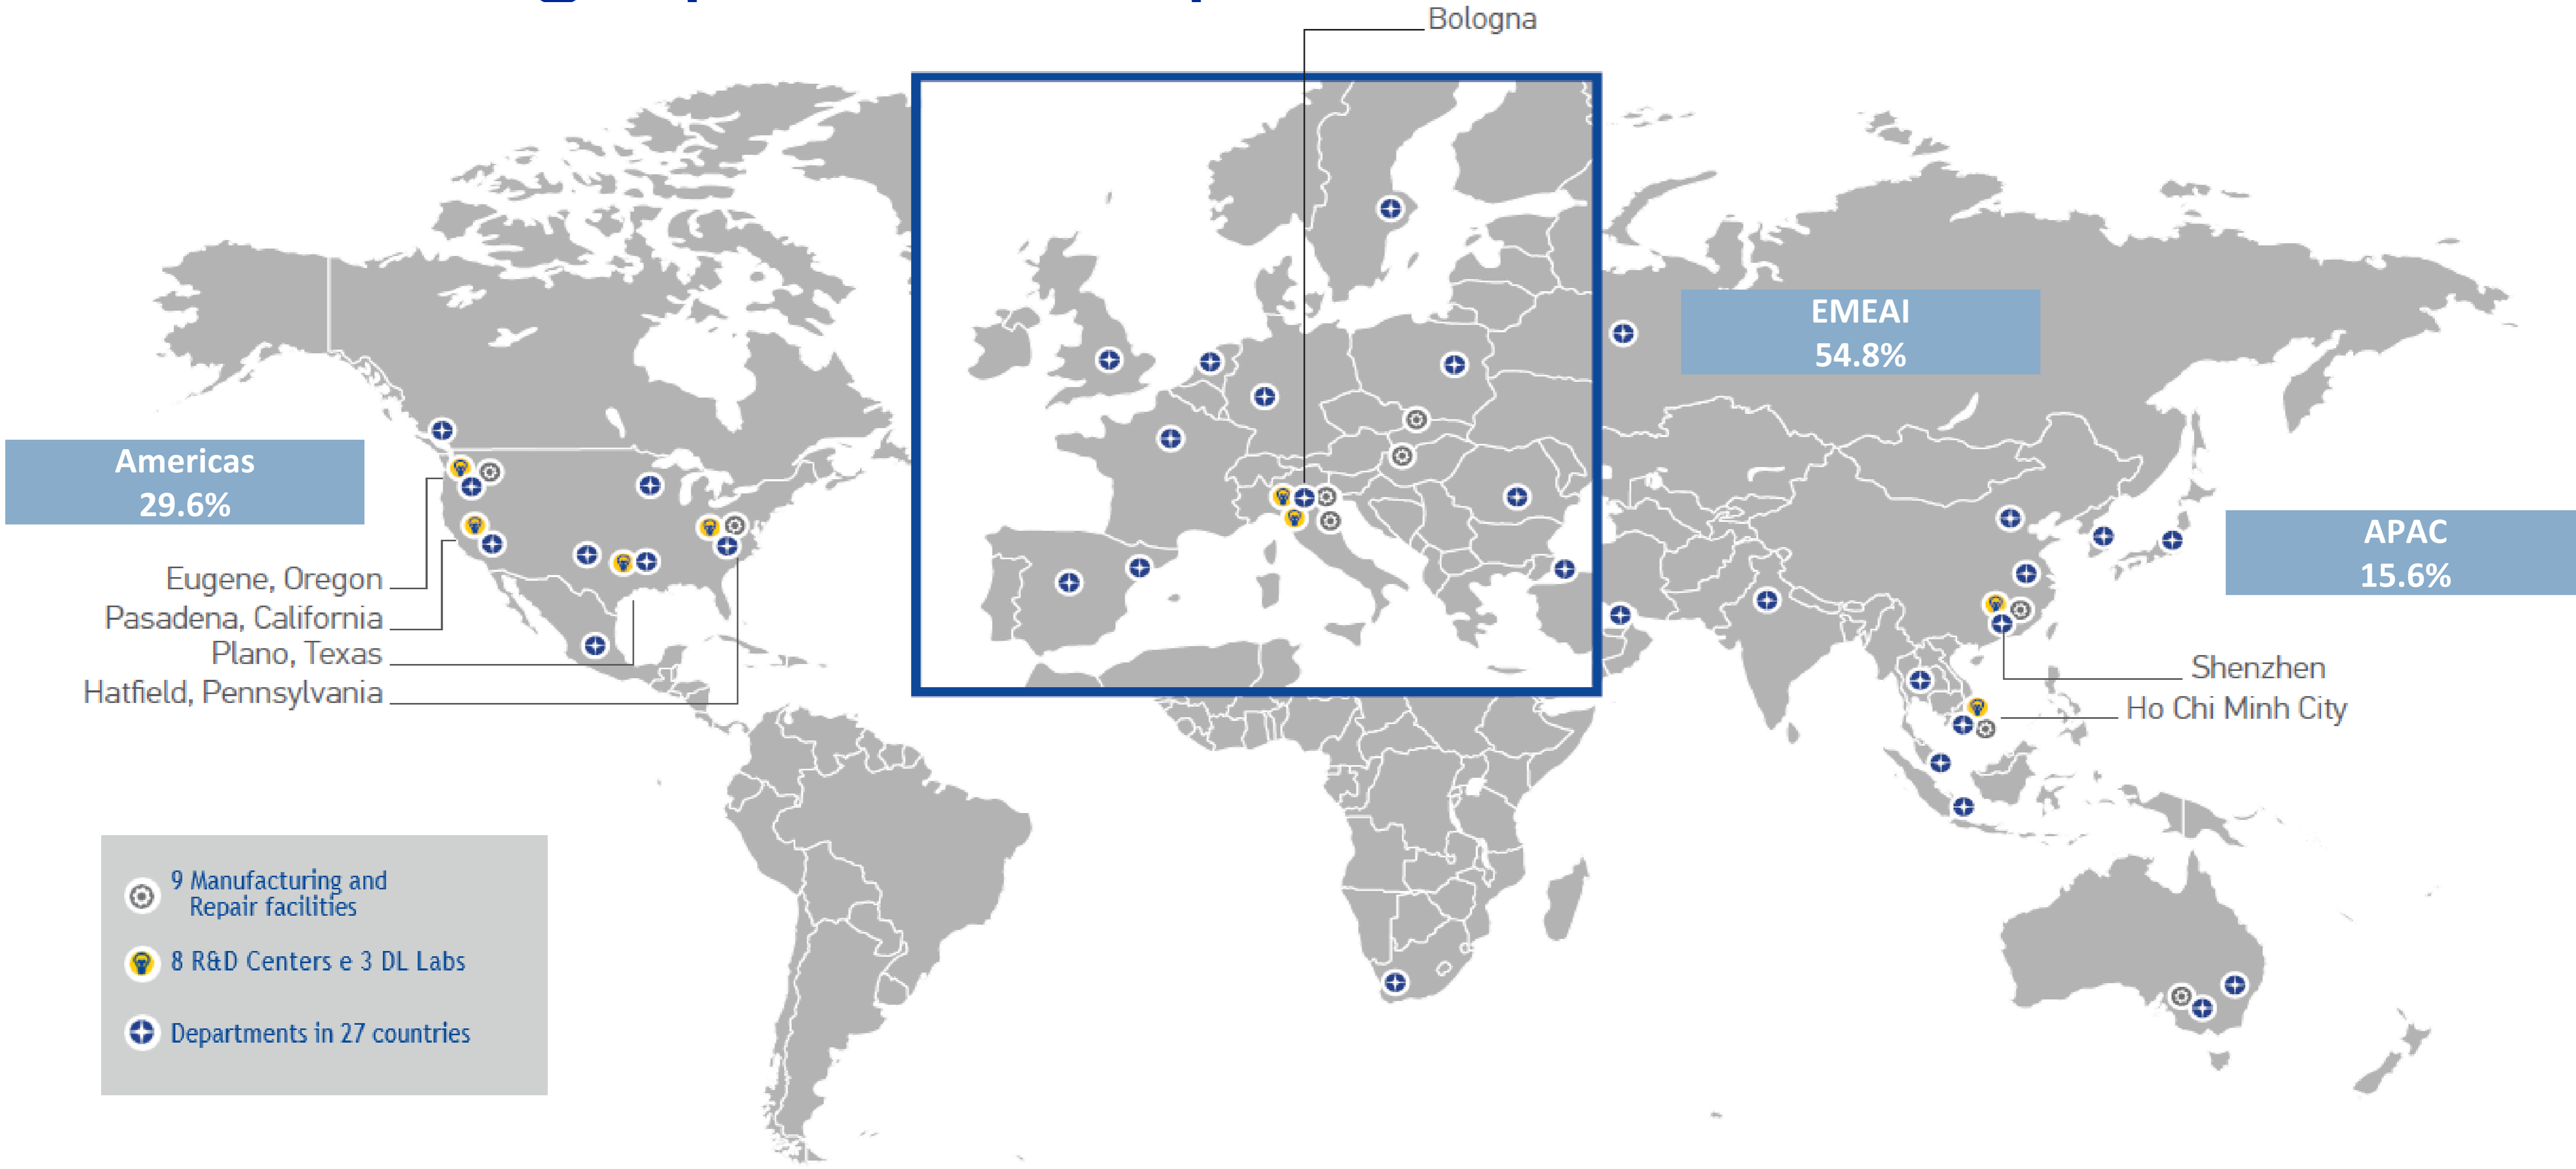 Bologna
EMEAI
54.8%
Americas
29.6%
APAC
15.6%
Eugene, Oregon
Pasadena, California
Plano, Texas
Hatfield, Pennsylvania
Shenzhen
Ho Chi Minh City
9 Manufacturing and
Repair facilities
8 R&D Centers e 3 DL Labs
Departments in 27 countries